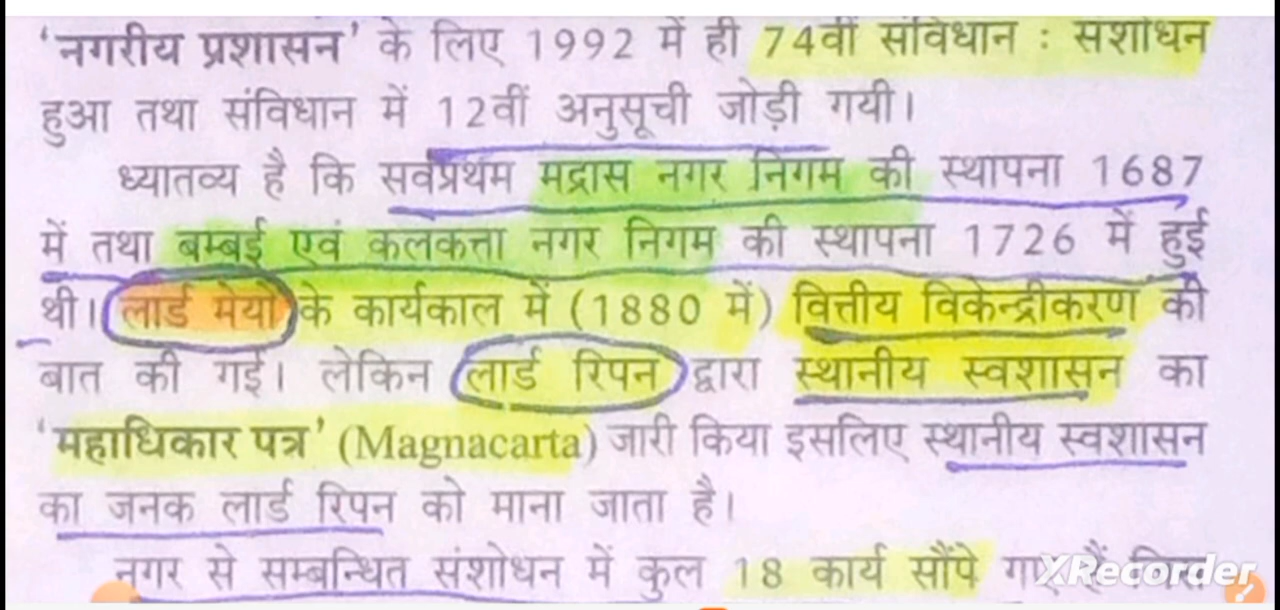 'नगरीय प्रशासन' के लिए 1992 में ही 74वीं संविधान : संशोधन
हुआ तथा संविधान में 12वीं अनुसूची जोड़ी गयी।
ध्यातव्य है कि सर्वप्रथम मद्रास नगर निगम की स्थापना 1687
में तथा बम्बई एवं कलकत्ता नगर निगम की स्थापना 1726 में हुई
थी। लार्ड मेयो के कार्यकाल में (1880 में) वित्तीय विकेन्द्रीकरण की
बात की गई। लेकिन लार्ड रिपन द्वारा स्थानीय स्वशासन का
'महाधिकार पत्र' (Magnacarta) जारी किया इसलिए स्थानीय स्वशासन
का जनक लार्ड रिपन को माना जाता है।
नगर से सम्बन्धित संशोधन में कुल 18 कार्य सौंपे गए हैं
XRecorder